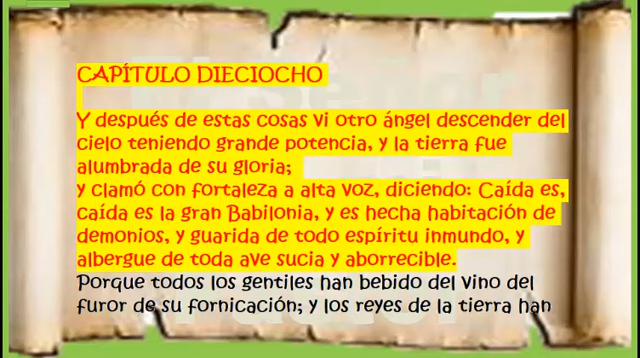 CAPÍTULO DIECIOCHO
Y después de estas cosas vi otro ángel descender del
cielo teniendo grande potencia, y la tierra fue
alumbrada de su gloria;
y clamó con fortaleza a alta voz, diciendo: Caída es,
caída es la gran Babilonia, y es hecha habitación de
demonios, y guarida de todo espíritu inmundo, y
albergue de toda ave sucia y aborrecible.
Porque todos los gentiles han bebido del vino del
furor de su fornicación; y los reyes de la tierra han